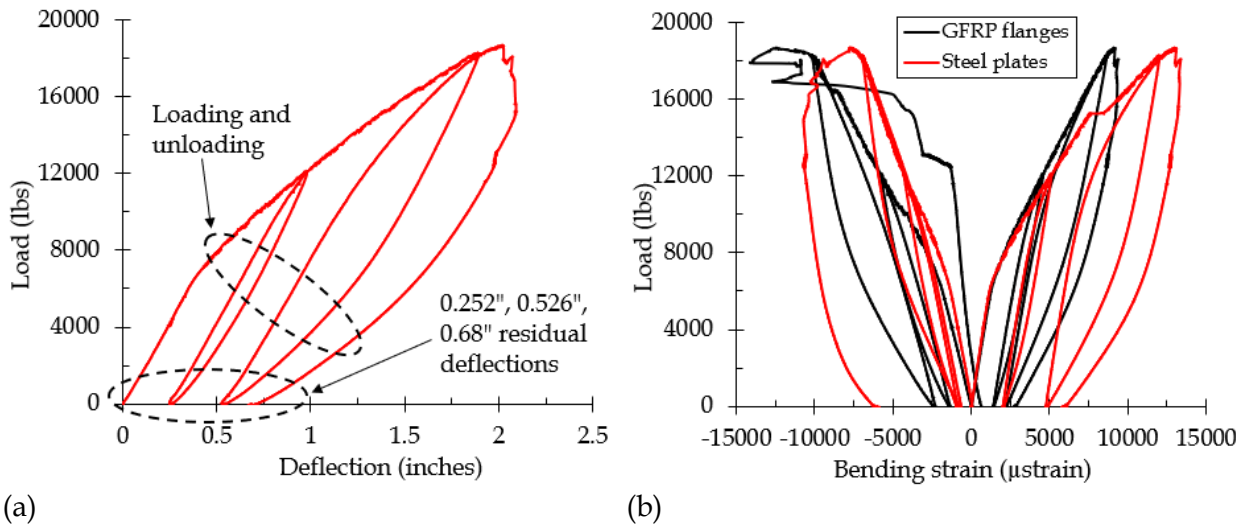 20000
16000
12000
8000
4000
0
Load (lbs)
Loading and
unloading
0.252", 0.526",
0.68" residual
deflections
0 0.5 1 1.5 2 2.5
Deflection (inches)
(a)
20000
16000
12000
8000
4000
0
Load (lbs)
GFRP flanges
Steel plates
-15000 -10000 -5000 0 5000 10000 15000
Bending strain (µstrain)
(b)